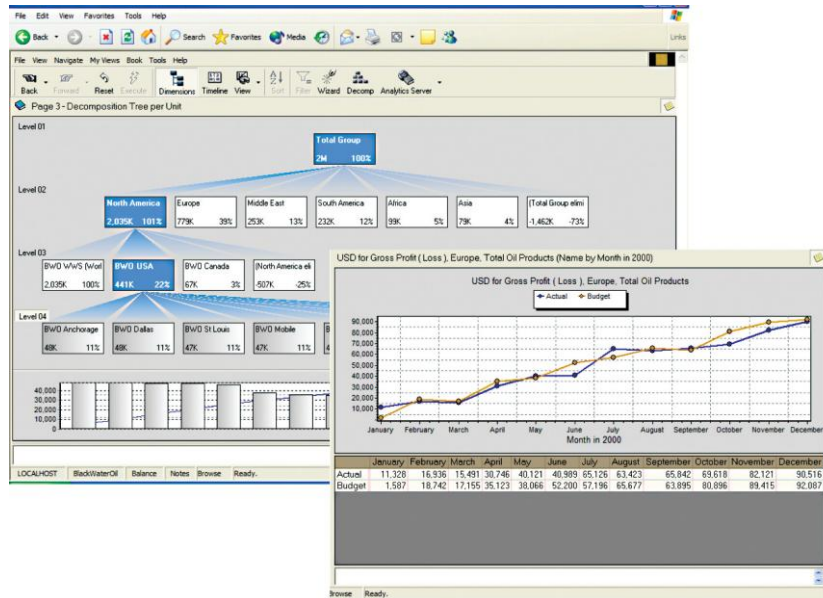 File Edit View Favorites Tools Help
Back Search Favorites Media Links
File View Navigate My Views Book Tools Help
Back Forward Reset Execute Dimensions Timeline View Sort Filter Wizard Decomp Analytics Server
Page 3 - Decomposition Tree per Unit
Level 01
Total Group
2M 100%
Level 02
North America Europe Middle East South America Africa Asia (Total Group elimi
2,035K 101% 779K 39% 253K 13% 232K 12% 99K 5% 79K 4% -1,462K -73%
Level 03
BWO WWS (Worl BWO USA BWO Canada (North America eli
2,035K 100% 441K 22% 67K 3% -507K -25%
Level 04
BWO Anchorage BWO Dallas BWO St Louis BWO Mobile
48K 11% 48K 11% 47K 11% 47K 11%
40,000
30,000
20,000
10,000
0
LOCALHOST BlackWaterOil Balance Notes Browse Ready.
USD for Gross Profit ( Loss ), Europe, Total Oil Products (Name by Month in 2000)
USD for Gross Profit ( Loss ), Europe, Total Oil Products
Actual Budget
90,000
80,000
70,000
60,000
50,000
40,000
30,000
20,000
10,000
January February March April May June July August September October November December
Month in 2000
January February March April May June July August September October November December
Actual 11,328 16,936 15,491 30,746 40,121 40,989 65,126 63,423 65,842 69,618 82,121 90,516
Budget 1,587 18,742 17,155 35,123 38,066 52,200 57,196 65,677 63,895 80,896 89,415 92,087
Browse Ready.